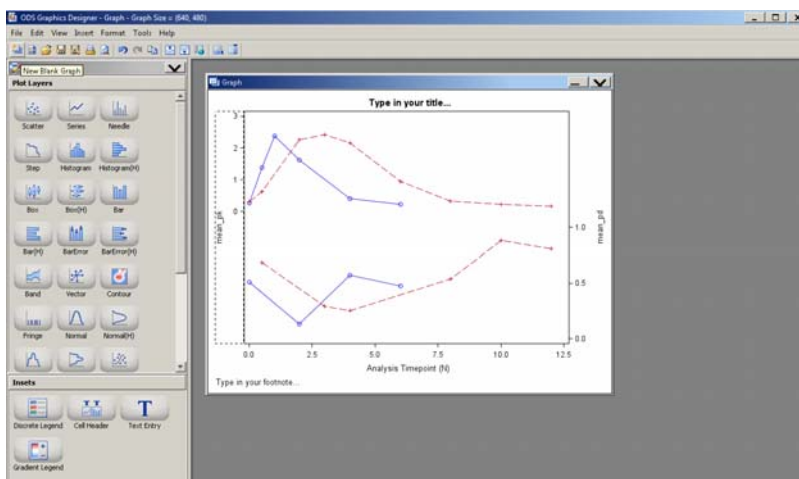 ODS Graphics Designer - Graph - Graph Size = (640, 480)
File Edit View Insert Format Tools Help
New Blank Graph
Plot Layers
Scatter Series Needle
Step Histogram Histogram(H)
Box Box(H) Bar
Bar(H) BarError BarError(H)
Band Vector Contour
Fringe Normal Normal(H)
Insets
Discrete Legend Cell Header Text Entry
Gradient Legend
Graph
Type in your title...
3
2
1
0
mean_pk
1.0
0.5
0.0
mean_pd
0.0 2.5 5.0 7.5 10.0 12.5
Analysis Timepoint (N)
Type in your footnote...